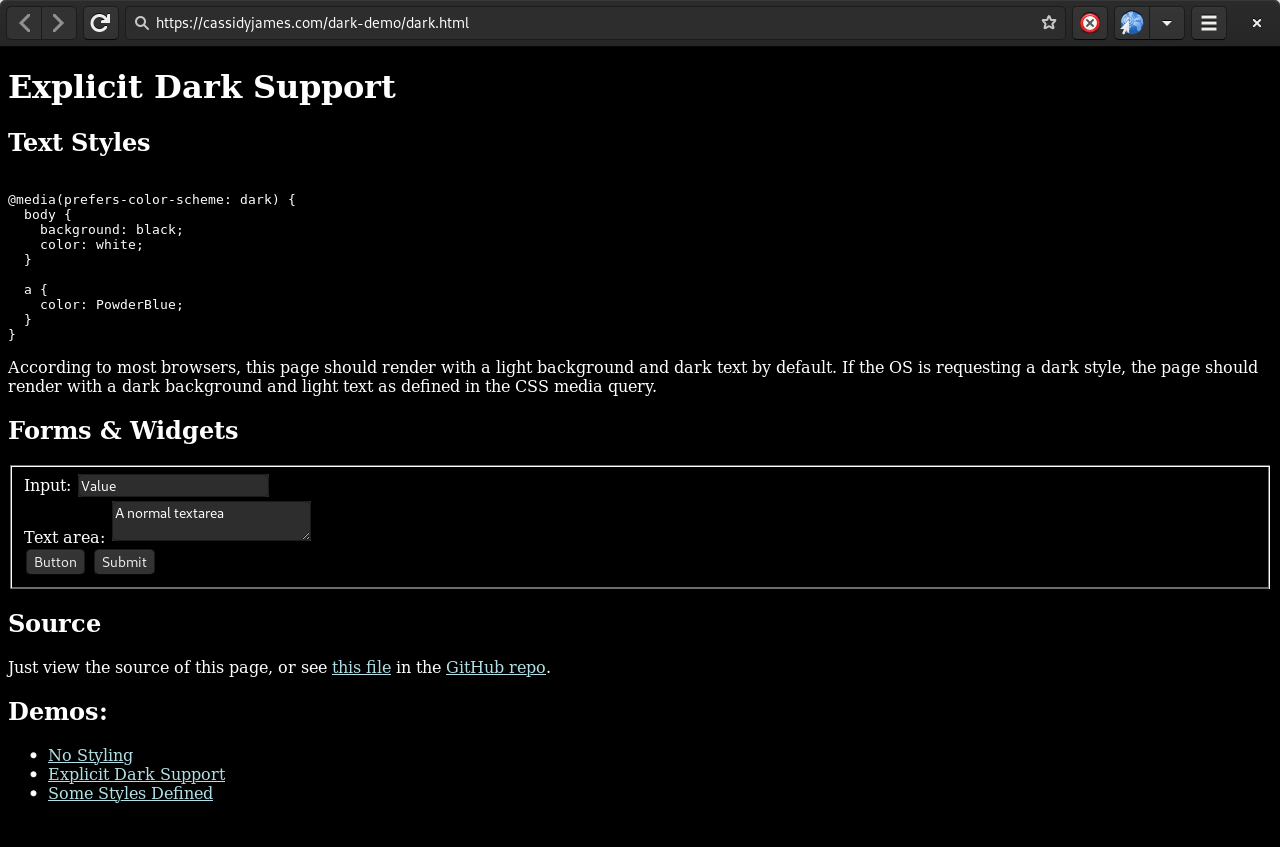 https://cassidyjames.com/dark-demo/dark.html
Explicit Dark Support
Text Styles
@media(prefers-color-scheme: dark) {
  body {
    background: black;
    color: white;
  }

  a {
    color: PowderBlue;
  }
}
According to most browsers, this page should render with a light background and dark text by default. If the OS is requesting a dark style, the page should
render with a dark background and light text as defined in the CSS media query.
Forms & Widgets
Input: Value
Text area: A normal textarea
Button Submit
Source
Just view the source of this page, or see this file in the GitHub repo.
Demos:
• No Styling
• Explicit Dark Support
• Some Styles Defined